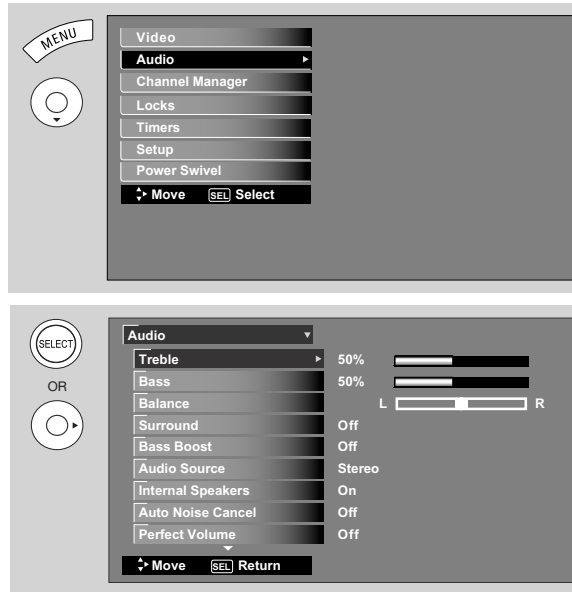 MENU
Video
Audio
Channel Manager
Locks
Timers
Setup
Power Swivel
Move SEL Select
SELECT
OR
Audio
Treble 50%
Bass 50%
Balance L R
Surround Off
Bass Boost Off
Audio Source Stereo
Internal Speakers On
Auto Noise Cancel Off
Perfect Volume Off
Move SEL Return